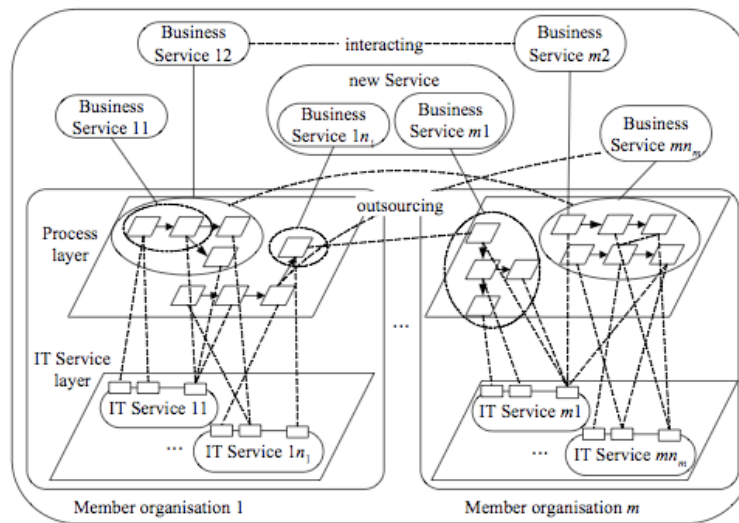 Business
Service 12
interacting
Business
Service m2
new Service
Business
Service 11
Business
Service 1n₁
Business
Service m1
Business
Service mnₘ
outsourcing
Process
layer
...
IT Service
layer
IT Service 11
...
IT Service 1n₁
IT Service m1
...
IT Service mnₘ
Member organisation 1
Member organisation m